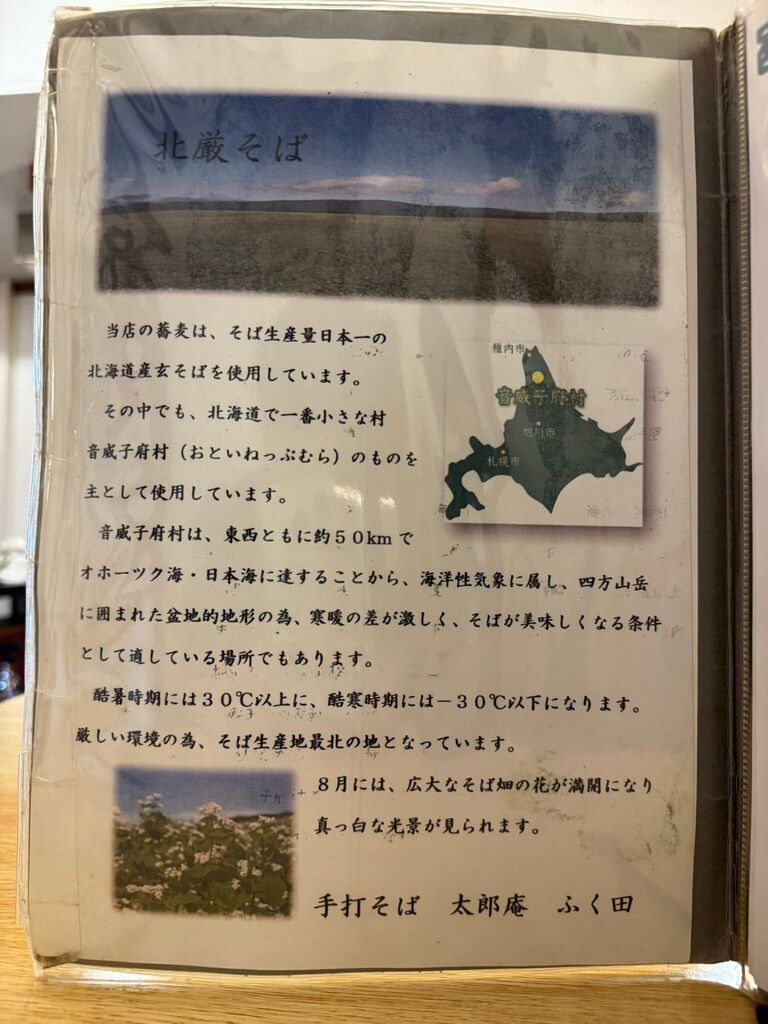 北厳そば
当店の蕎麦は、そば生産量日本一の
北海道産玄そばを使用しています。
その中でも、北海道で一番小さな村
音威子府村（おといねっぷむら）のものを
主として使用しています。
稚内市
音威子府村
旭川市
札幌市
音威子府村は、東西ともに約５０kmで
オホーツク海・日本海に達することから、海洋性気象に属し、四方山岳
に囲まれた盆地的地形の為、寒暖の差が激しく、そばが美味しくなる条件
として適している場所でもあります。
酷暑時期には３０℃以上に、酷寒時期には－３０℃以下になります。
厳しい環境の為、そば生産地最北の地となっています。
８月には、広大なそば畑の花が満開になり
真っ白な光景が見られます。
手打そば　太郎庵　ふく田